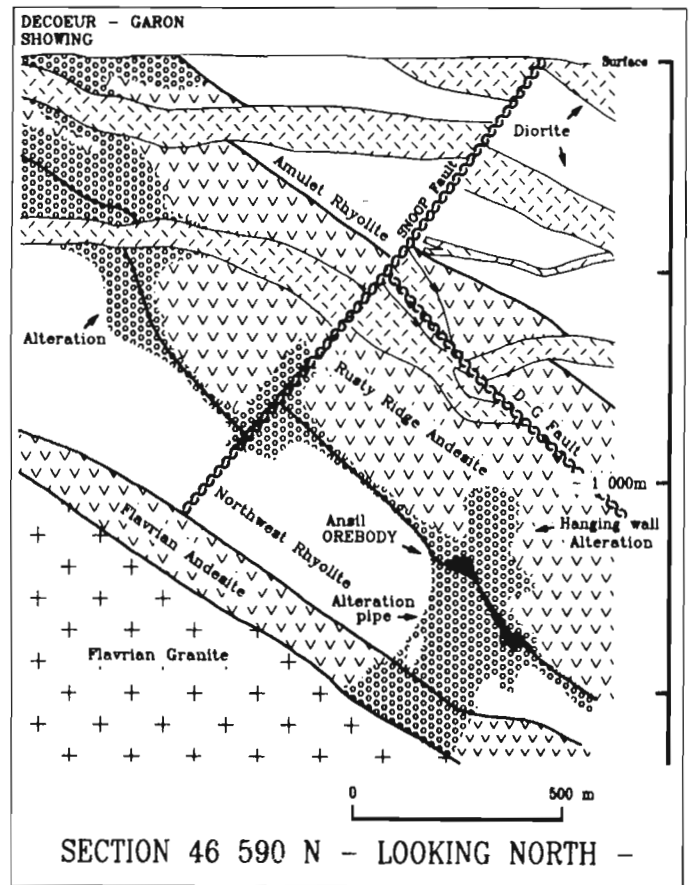 DECOEUR - GARON
SHOWING
Surface
Diorite
SNOOP Fault
Amulet Rhyolite
Alteration
Rusty Ridge Andesite
D-G Fault
1 000m
Northwest Rhyolite
Ansil
OREBODY
Hanging wall
Alteration
Flavrian Andesite
Alteration
pipe
Flavrian Granite
0
500 m
SECTION 46 590 N - LOOKING NORTH -